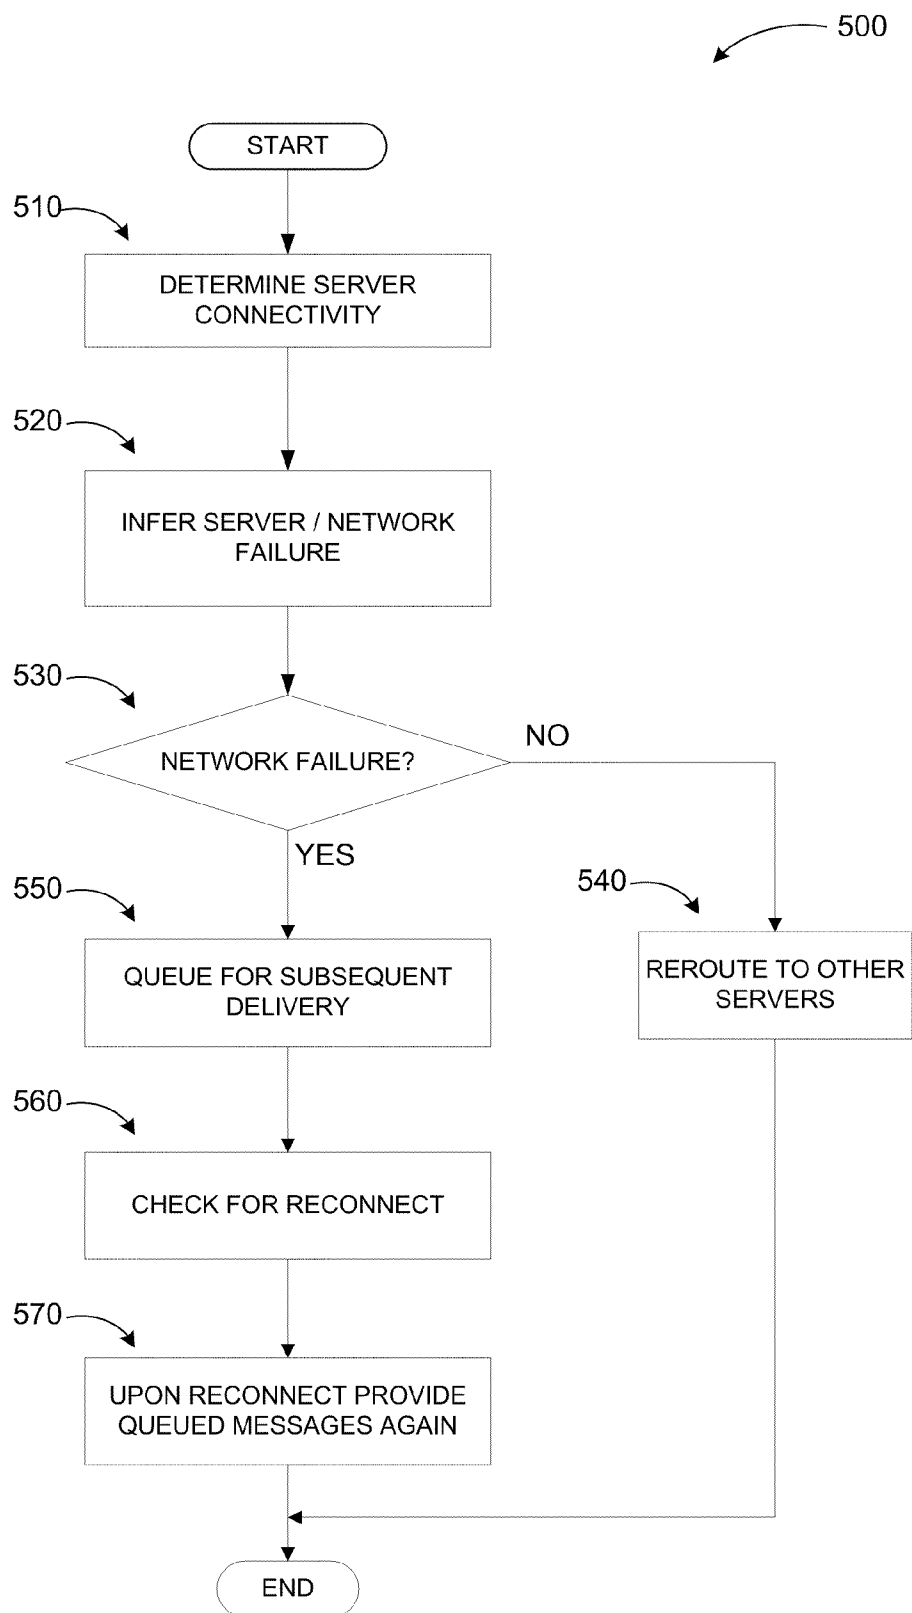 500
START
510
DETERMINE SERVER
CONNECTIVITY
520
INFER SERVER / NETWORK
FAILURE
530
NETWORK FAILURE?
NO
YES
550
QUEUE FOR SUBSEQUENT
DELIVERY
540
REROUTE TO OTHER
SERVERS
560
CHECK FOR RECONNECT
570
UPON RECONNECT PROVIDE
QUEUED MESSAGES AGAIN
END